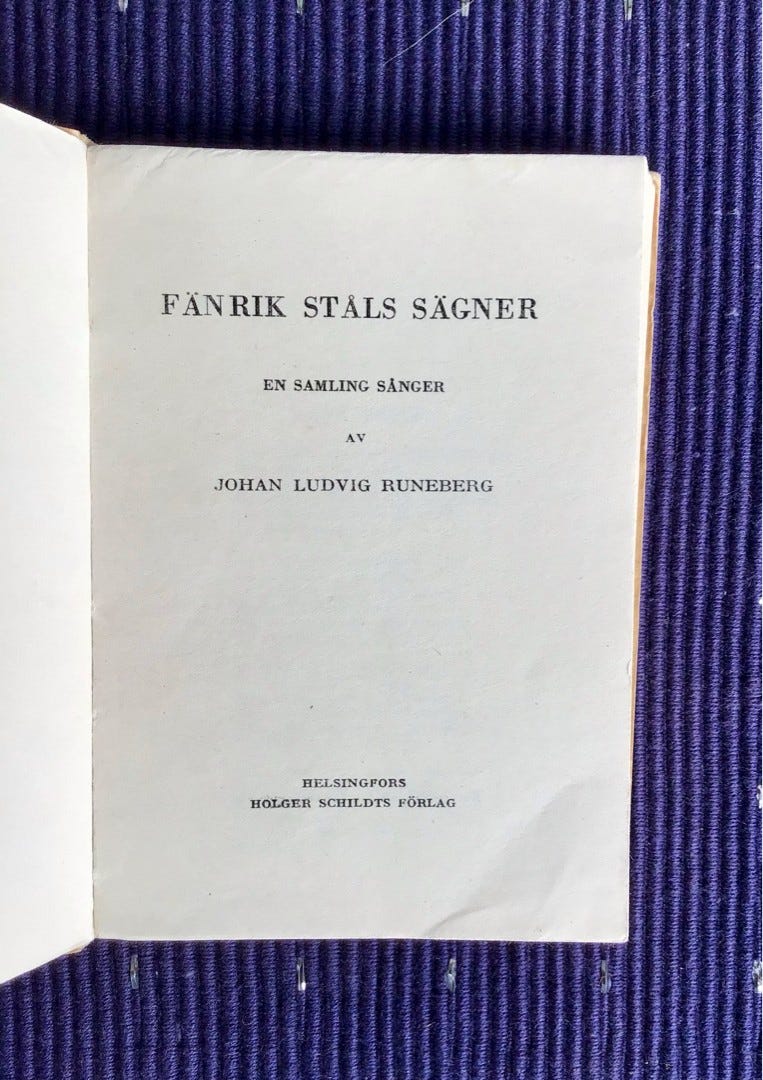 FÄNRIK STÅLS SÄGNER
EN SAMLING SÅNGER
AV
JOHAN LUDVIG RUNEBERG
HELSINGFORS
HOLGER SCHILDTS FÖRLAG